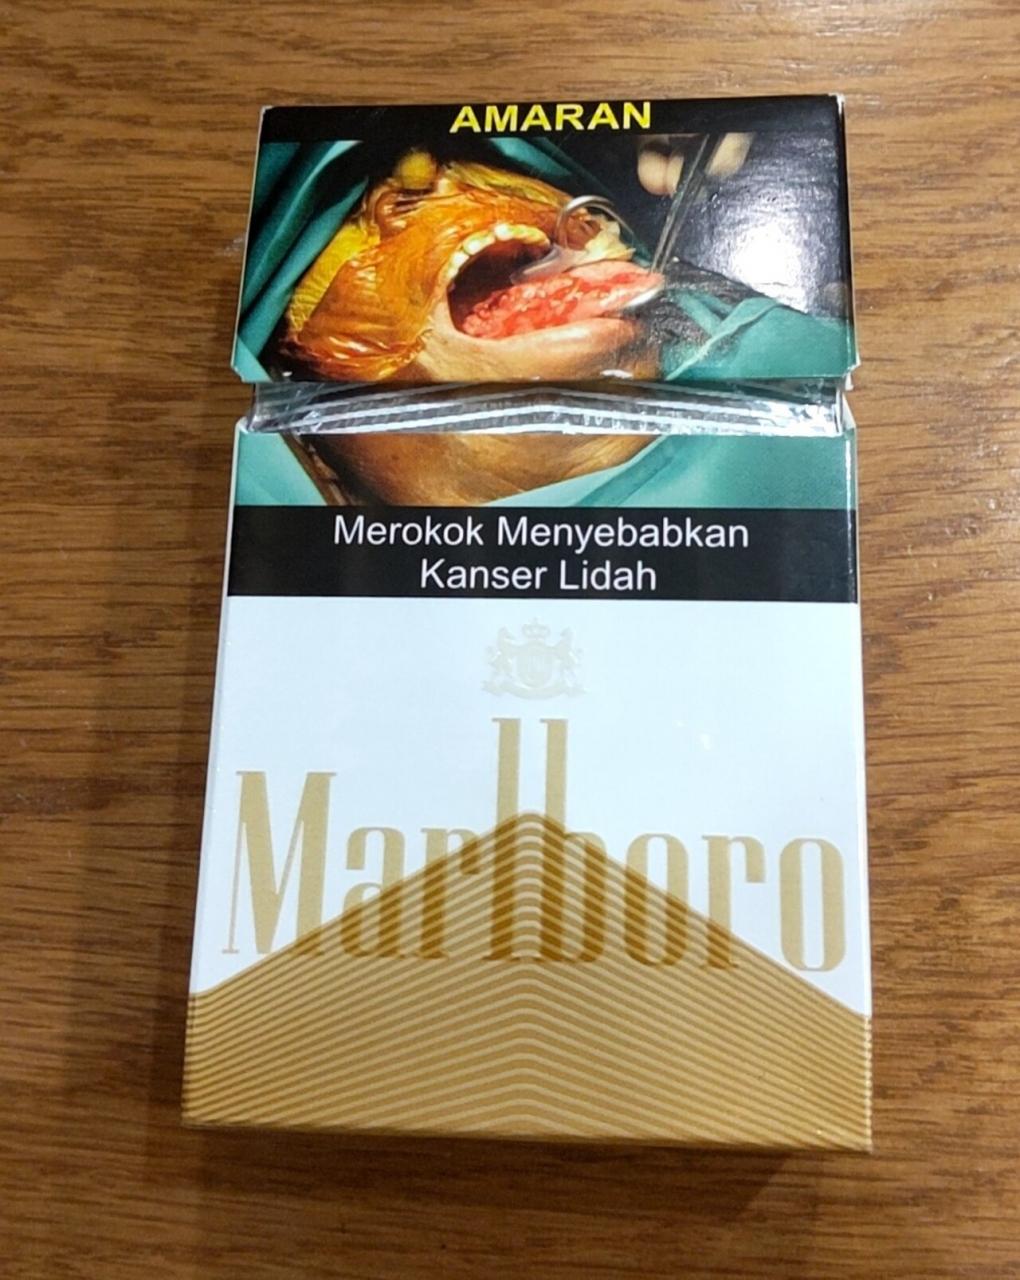 AMARAN
Merokok Menyebabkan
Kanser Lidah
Marlboro